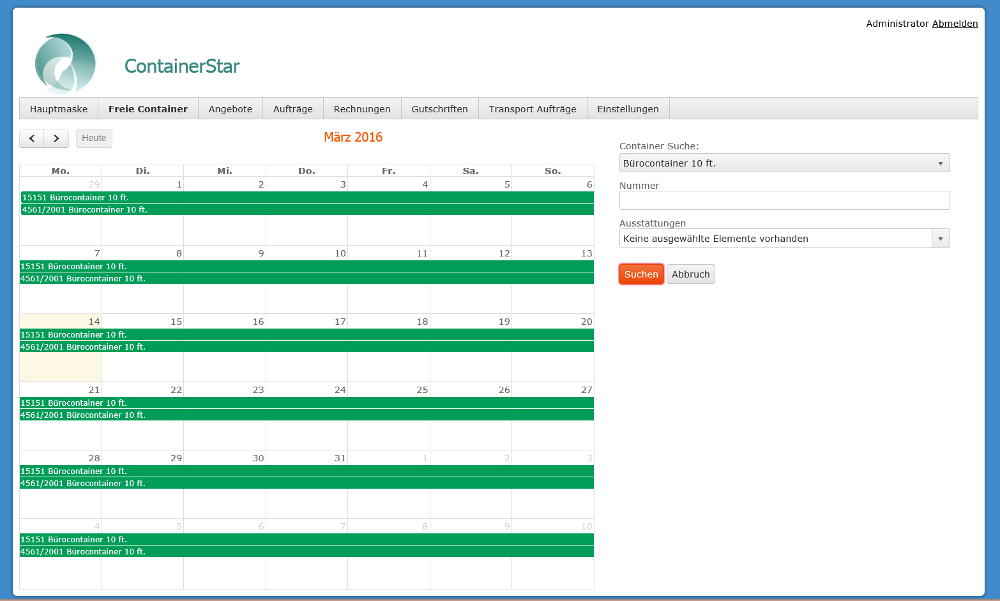 Administrator Abmelden
ContainerStar
Hauptmaske Freie Container Angebote Aufträge Rechnungen Gutschriften Transport Aufträge Einstellungen
Heute
März 2016
Mo. Di. Mi. Do. Fr. Sa. So.
29 1 2 3 4 5 6
15151 Bürocontainer 10 ft.
4561/2001 Bürocontainer 10 ft.
7 8 9 10 11 12 13
15151 Bürocontainer 10 ft.
4561/2001 Bürocontainer 10 ft.
14 15 16 17 18 19 20
15151 Bürocontainer 10 ft.
4561/2001 Bürocontainer 10 ft.
21 22 23 24 25 26 27
15151 Bürocontainer 10 ft.
4561/2001 Bürocontainer 10 ft.
28 29 30 31 1 2 3
15151 Bürocontainer 10 ft.
4561/2001 Bürocontainer 10 ft.
4 5 6 7 8 9 10
15151 Bürocontainer 10 ft.
4561/2001 Bürocontainer 10 ft.
Container Suche:
Bürocontainer 10 ft.
Nummer
Ausstattungen
Keine ausgewählte Elemente vorhanden
Suchen Abbruch